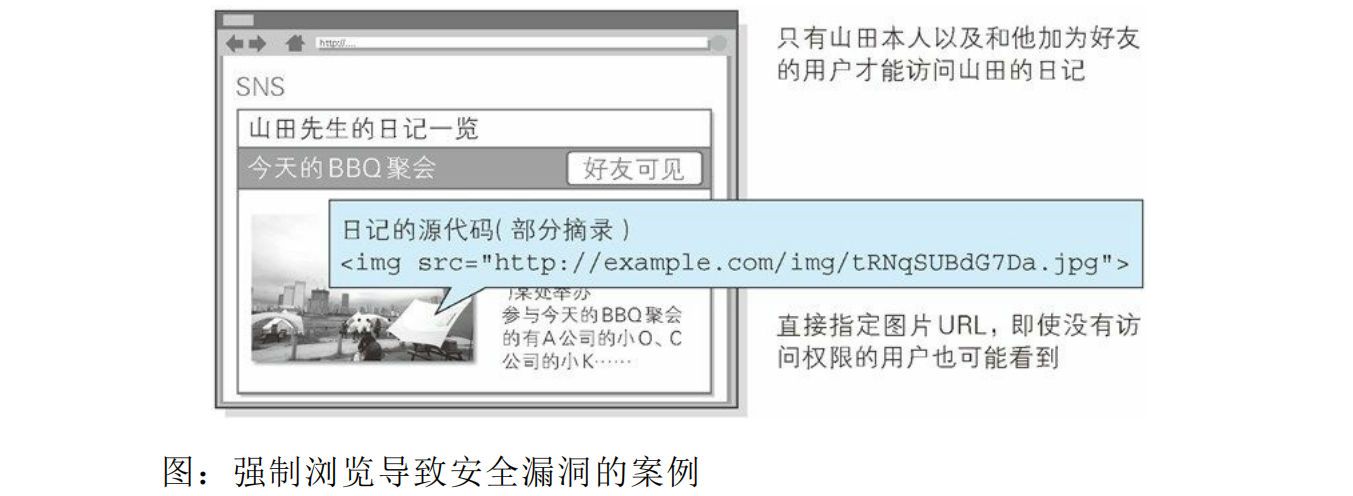 http://....
只有山田本人以及和他加为好友
的用户才能访问山田的日记
SNS
山田先生的日记一览
今天的BBQ聚会
好友可见
日记的源代码(部分摘录)
<img src="http://example.com/img/tRNqSUBdG7Da.jpg">
某处举办
参与今天的BBQ聚会
的有A公司的小O、C
公司的小K……
直接指定图片URL，即使没有访
问权限的用户也可能看到
图：强制浏览导致安全漏洞的案例